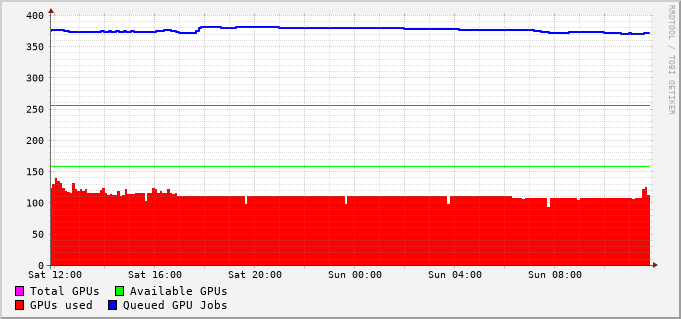 400
350
300
250
200
150
100
50
0
Sat 12:00 Sat 16:00 Sat 20:00 Sun 00:00 Sun 04:00 Sun 08:00
Total GPUs Available GPUs
GPUs used Queued GPU Jobs
RRDTOOL / TOBI OETIKER